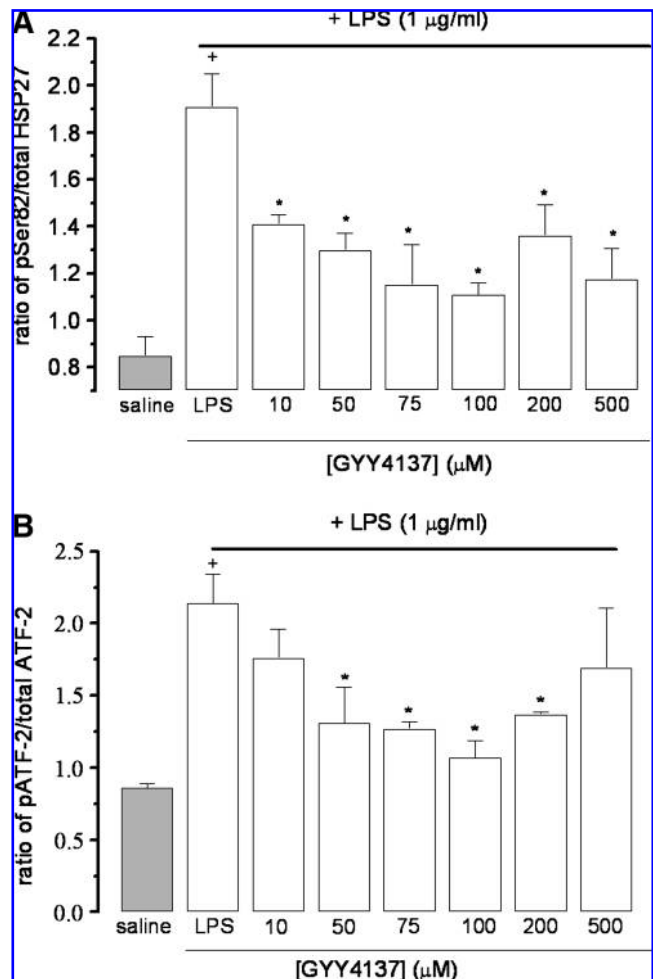 A
+ LPS (1 μg/ml)
ratio of pSer82/total HSP27
2.2
2.0
1.8
1.6
1.4
1.2
1.0
0.8
+
*
*
*
*
*
*
saline LPS 10 50 75 100 200 500
[GYY4137] (μM)
B
+ LPS (1 μg/ml)
ratio of pATF-2/total ATF-2
2.5
2.0
1.5
1.0
0.5
0.0
+
*
*
*
*
saline LPS 10 50 75 100 200 500
[GYY4137] (μM)